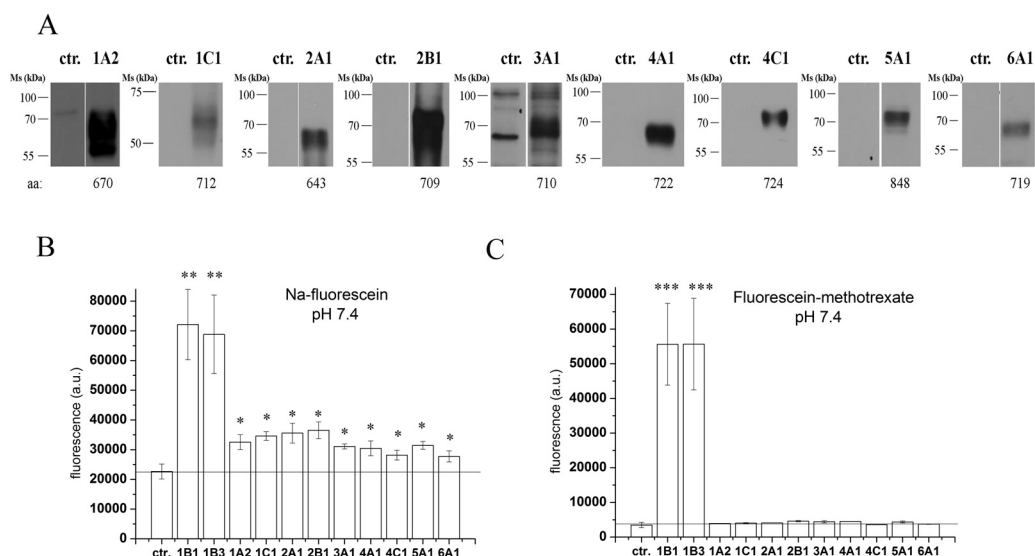 A
ctr. 1A2 ctr. 1C1 ctr. 2A1 ctr. 2B1 ctr. 3A1 ctr. 4A1 ctr. 4C1 ctr. 5A1 ctr. 6A1
Ms (kDa) Ms (kDa) Ms (kDa) Ms (kDa) Ms (kDa) Ms (kDa) Ms (kDa) Ms (kDa) Ms (kDa)
100 70 55
75 50
100 70 55
100 70 55
100 70 55
100 70 55
100 70 55
100 70 55
100 70 55
aa: 670 712 643 709 710 722 724 848 719
B
Na-fluorescein
pH 7.4
fluorescence (a.u.)
80000
70000
60000
50000
40000
30000
20000
10000
0
** ** * * * * * * * * *
ctr. 1B1 1B3 1A2 1C1 2A1 2B1 3A1 4A1 4C1 5A1 6A1
C
Fluorescein-methotrexate
pH 7.4
fluorescnce (a.u.)
70000
60000
50000
40000
30000
20000
10000
0
*** ***
ctr. 1B1 1B3 1A2 1C1 2A1 2B1 3A1 4A1 4C1 5A1 6A1